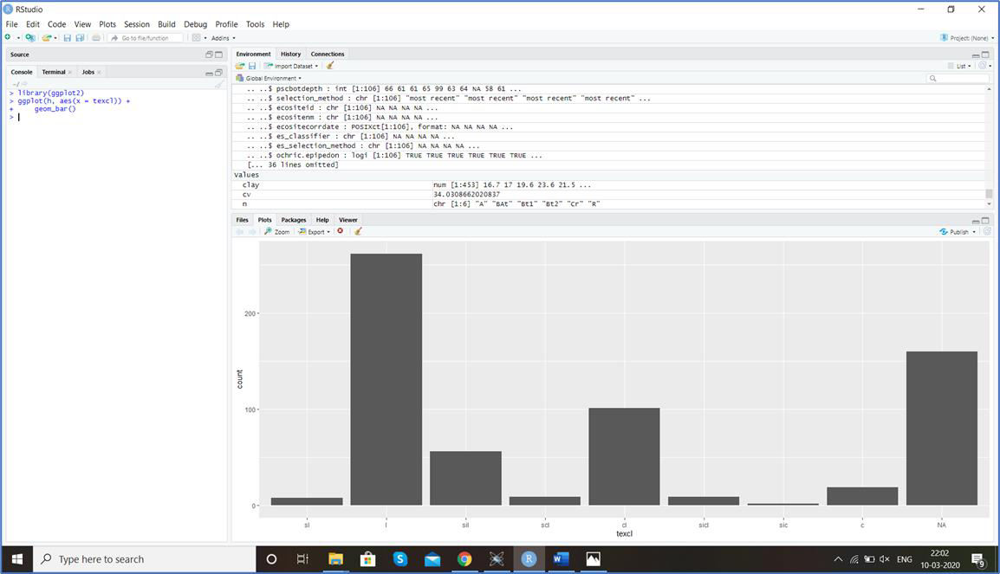 RStudio
File Edit Code View Plots Session Build Debug Profile Tools Help
Go to file/function Addins Project: (None)
Source
Console Terminal Jobs
~/
> library(ggplot2)
> ggplot(h, aes(x = texcl)) +
+ geom_bar()
>
Environment History Connections
Import Dataset List
Global Environment
.. ..$ pscbotdepth : int [1:106] 66 61 61 65 99 63 64 NA 58 61 ...
.. ..$ selection_method : chr [1:106] "most recent" "most recent" "most recent" "most recent" ...
.. ..$ ecositeid : chr [1:106] NA NA NA NA ...
.. ..$ ecositenm : chr [1:106] NA NA NA NA ...
.. ..$ ecositecorrdate : POSIXct[1:106], format: NA NA NA NA ...
.. ..$ es_classifier : chr [1:106] NA NA NA NA ...
.. ..$ es_selection_method : chr [1:106] NA NA NA NA ...
.. ..$ ochric.epipedon : logi [1:106] TRUE TRUE TRUE TRUE TRUE TRUE ...
[... 36 lines omitted]
values
clay num [1:453] 16.7 17 19.6 23.6 21.5 ...
cv 34.0308662020837
n chr [1:6] "A" "BAt" "Bt1" "Bt2" "Cr" "R"
Files Plots Packages Help Viewer
Zoom Export Publish
200
100
0
count
sl l sil scl cl sicl sic c NA
texcl
Type here to search
ENG
22:02
10-03-2020
9